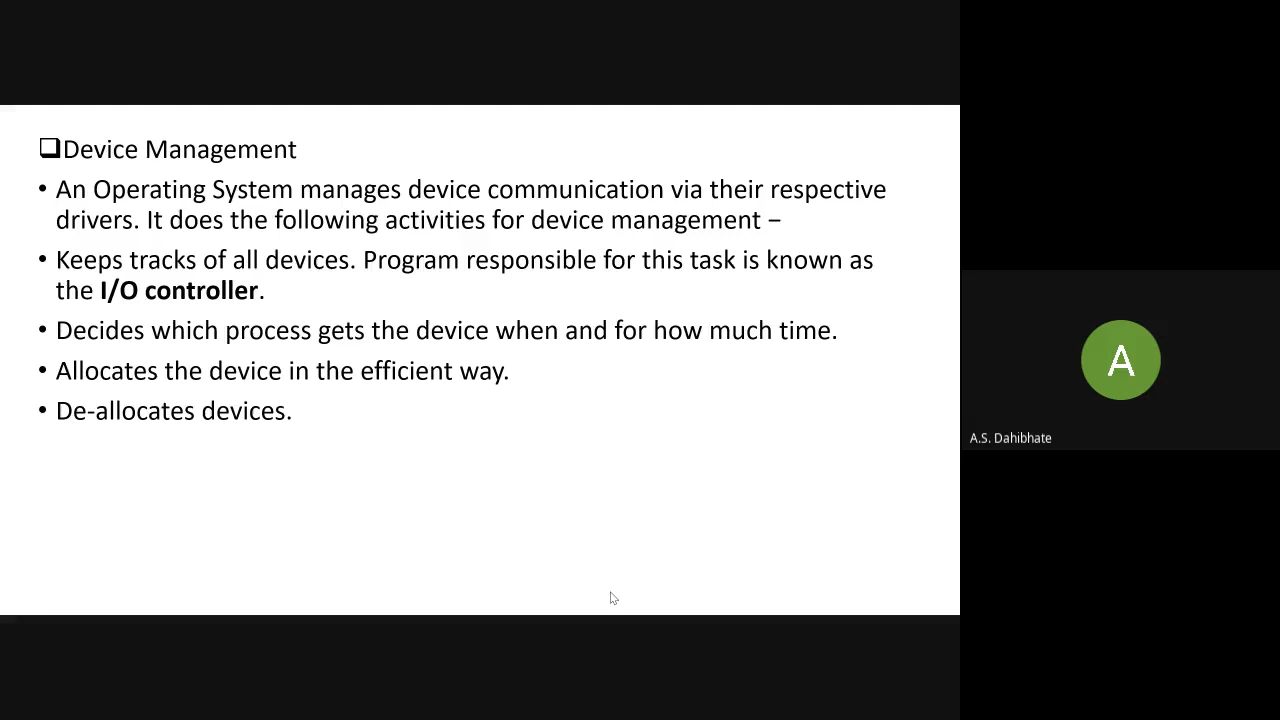 ❑Device Management
• An Operating System manages device communication via their respective
drivers. It does the following activities for device management −
• Keeps tracks of all devices. Program responsible for this task is known as
the I/O controller.
• Decides which process gets the device when and for how much time.
• Allocates the device in the efficient way.
• De-allocates devices.
A
A.S. Dahibhate